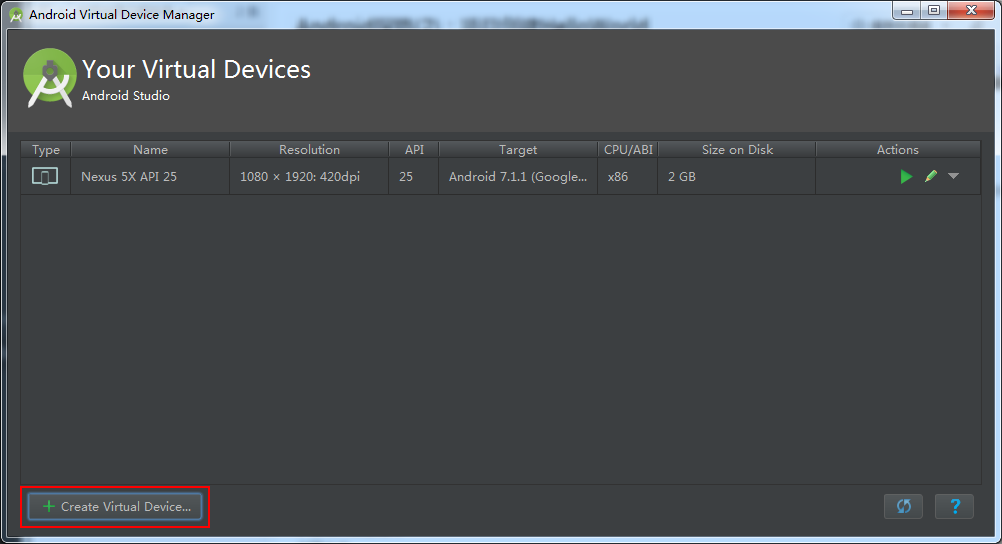 Android Virtual Device Manager
Your Virtual Devices
Android Studio
Type Name Resolution API Target CPU/ABI Size on Disk Actions
Nexus 5X API 25 1080 × 1920: 420dpi 25 Android 7.1.1 (Google... x86 2 GB
+ Create Virtual Device... ?